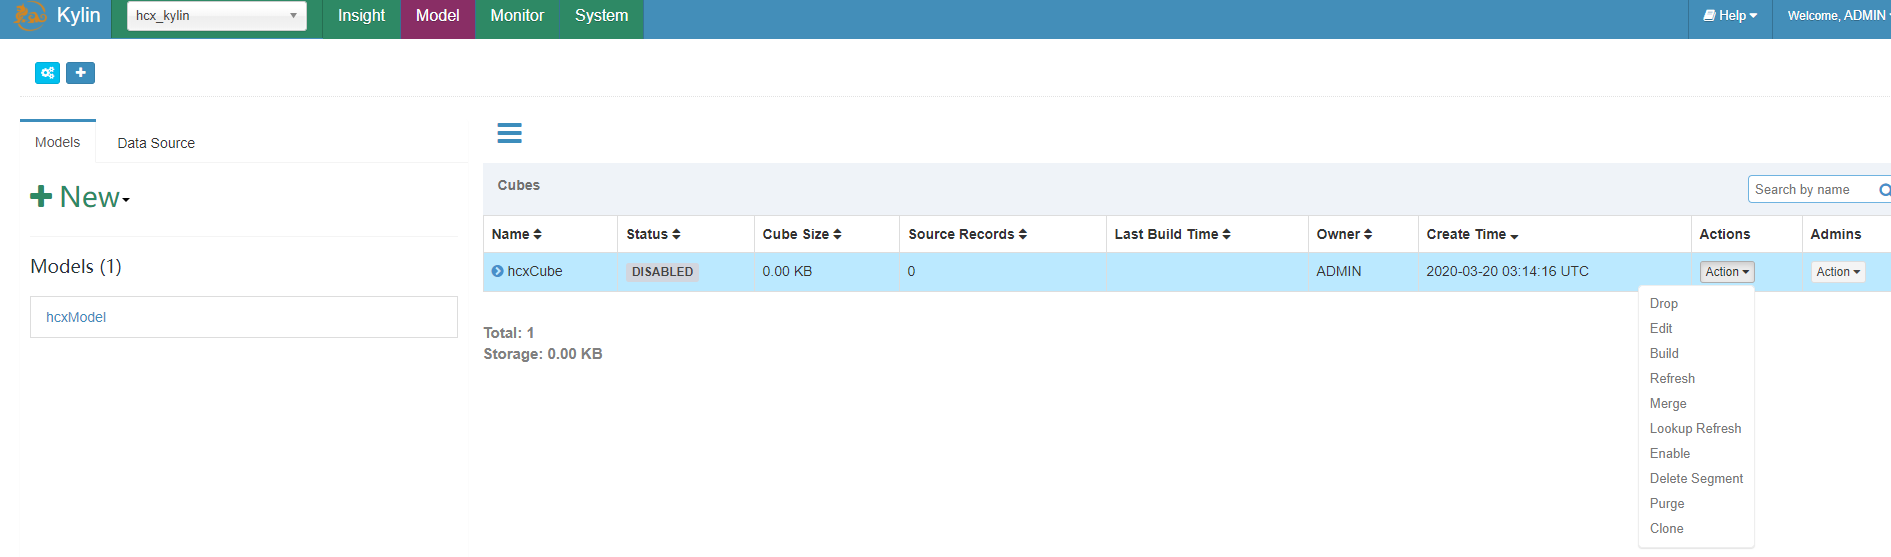 Kylin hcx_kylin Insight Model Monitor System Help Welcome, ADMIN
Models Data Source
New
Models (1)
hcxModel
Cubes Search by name
Name Status Cube Size Source Records Last Build Time Owner Create Time Actions Admins
hcxCube DISABLED 0.00 KB 0 ADMIN 2020-03-20 03:14:16 UTC Action Action
Total: 1
Storage: 0.00 KB
Drop
Edit
Build
Refresh
Merge
Lookup Refresh
Enable
Delete Segment
Purge
Clone